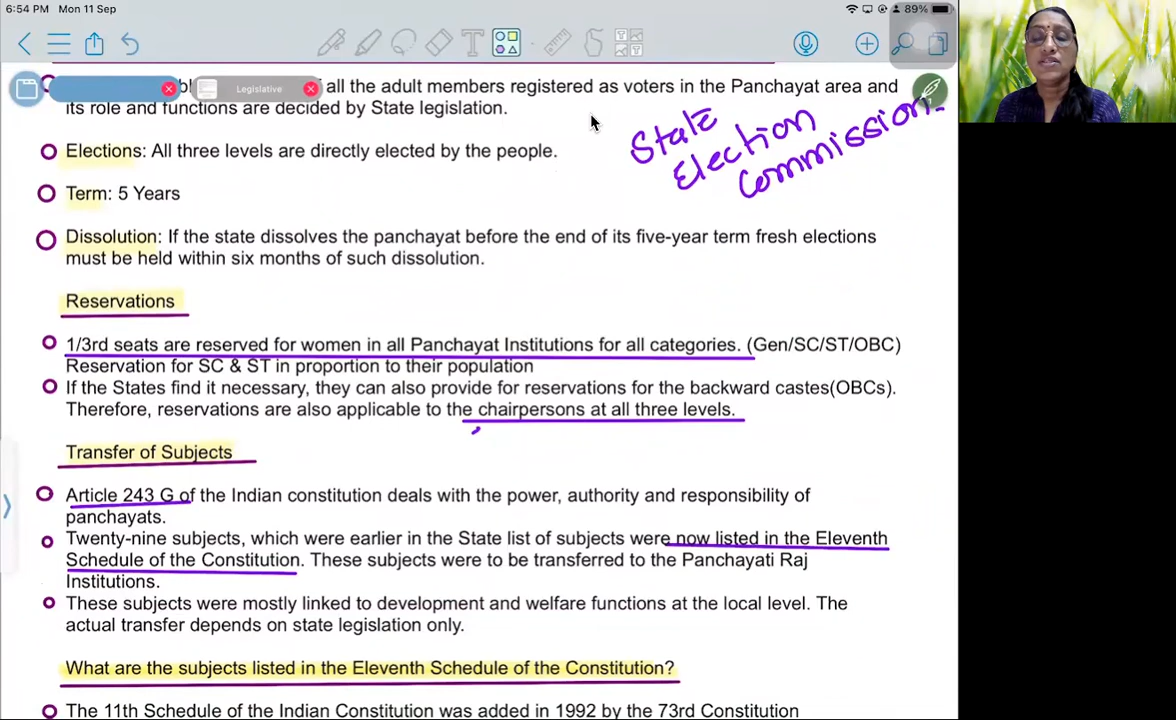 6:54 PM Mon 11 Sep
89%
Legislative
all the adult members registered as voters in the Panchayat area and
its role and functions are decided by State legislation.
State
Election
Commission
Elections: All three levels are directly elected by the people.
Term: 5 Years
Dissolution: If the state dissolves the panchayat before the end of its five-year term fresh elections
must be held within six months of such dissolution.
Reservations
1/3rd seats are reserved for women in all Panchayat Institutions for all categories. (Gen/SC/ST/OBC)
Reservation for SC & ST in proportion to their population
If the States find it necessary, they can also provide for reservations for the backward castes(OBCs).
Therefore, reservations are also applicable to the chairpersons at all three levels.
Transfer of Subjects
Article 243 G of the Indian constitution deals with the power, authority and responsibility of
panchayats.
Twenty-nine subjects, which were earlier in the State list of subjects were now listed in the Eleventh
Schedule of the Constitution. These subjects were to be transferred to the Panchayati Raj
Institutions.
These subjects were mostly linked to development and welfare functions at the local level. The
actual transfer depends on state legislation only.
What are the subjects listed in the Eleventh Schedule of the Constitution?
The 11th Schedule of the Indian Constitution was added in 1992 by the 73rd Constitution